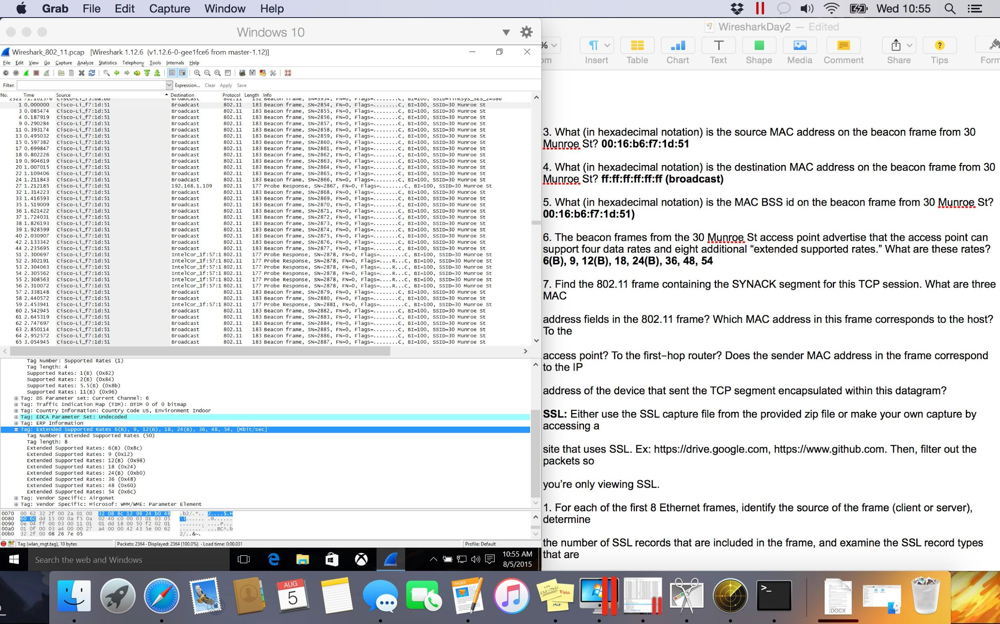 Grab File Edit Capture Window Help Wed 10:55
Windows 10
WiresharkDay2 — Edited
Wireshark_802_11.pcap [Wireshark 1.12.6 (v1.12.6-0-gee1fce6 from master-1.12)]
File Edit View Go Capture Analyze Statistics Telephony Tools Internals Help
Filter: Expression... Clear Apply Save
No. Time Source Destination Protocol Length Info
1 0.000000 Cisco-Li_f7:1d:51 Broadcast 802.11 183 Beacon frame, SN=2854, FN=0, Flags=........C, BI=100, SSID=30 Munroe St
3 0.085474 Cisco-Li_f7:1d:51 Broadcast 802.11 183 Beacon frame, SN=2855, FN=0, Flags=........C, BI=100, SSID=30 Munroe St
4 0.187919 Cisco-Li_f7:1d:51 Broadcast 802.11 183 Beacon frame, SN=2856, FN=0, Flags=........C, BI=100, SSID=30 Munroe St
9 0.290284 Cisco-Li_f7:1d:51 Broadcast 802.11 183 Beacon frame, SN=2857, FN=0, Flags=........C, BI=100, SSID=30 Munroe St
11 0.393174 Cisco-Li_f7:1d:51 Broadcast 802.11 183 Beacon frame, SN=2858, FN=0, Flags=........C, BI=100, SSID=30 Munroe St
13 0.495032 Cisco-Li_f7:1d:51 Broadcast 802.11 183 Beacon frame, SN=2859, FN=0, Flags=........C, BI=100, SSID=30 Munroe St
15 0.597382 Cisco-Li_f7:1d:51 Broadcast 802.11 183 Beacon frame, SN=2860, FN=0, Flags=........C, BI=100, SSID=30 Munroe St
17 0.699847 Cisco-Li_f7:1d:51 Broadcast 802.11 183 Beacon frame, SN=2861, FN=0, Flags=........C, BI=100, SSID=30 Munroe St
18 0.802226 Cisco-Li_f7:1d:51 Broadcast 802.11 183 Beacon frame, SN=2862, FN=0, Flags=........C, BI=100, SSID=30 Munroe St
19 0.904619 Cisco-Li_f7:1d:51 Broadcast 802.11 183 Beacon frame, SN=2863, FN=0, Flags=........C, BI=100, SSID=30 Munroe St
20 1.007015 Cisco-Li_f7:1d:51 Broadcast 802.11 183 Beacon frame, SN=2864, FN=0, Flags=........C, BI=100, SSID=30 Munroe St
22 1.109406 Cisco-Li_f7:1d:51 Broadcast 802.11 183 Beacon frame, SN=2865, FN=0, Flags=........C, BI=100, SSID=30 Munroe St
24 1.211843 Cisco-Li_f7:1d:51 Broadcast 802.11 183 Beacon frame, SN=2866, FN=0, Flags=........C, BI=100, SSID=30 Munroe St
27 1.212185 Cisco-Li_f7:1d:51 192.168.1.109 802.11 177 Probe Response, SN=2867, FN=0, Flags=........C, BI=100, SSID=30 Munroe St
32 1.314223 Cisco-Li_f7:1d:51 Broadcast 802.11 183 Beacon frame, SN=2868, FN=0, Flags=........C, BI=100, SSID=30 Munroe St
33 1.416593 Cisco-Li_f7:1d:51 Broadcast 802.11 183 Beacon frame, SN=2869, FN=0, Flags=........C, BI=100, SSID=30 Munroe St
35 1.519009 Cisco-Li_f7:1d:51 Broadcast 802.11 183 Beacon frame, SN=2870, FN=0, Flags=........C, BI=100, SSID=30 Munroe St
36 1.621422 Cisco-Li_f7:1d:51 Broadcast 802.11 183 Beacon frame, SN=2871, FN=0, Flags=........C, BI=100, SSID=30 Munroe St
37 1.724031 Cisco-Li_f7:1d:51 Broadcast 802.11 183 Beacon frame, SN=2872, FN=0, Flags=........C, BI=100, SSID=30 Munroe St
38 1.826193 Cisco-Li_f7:1d:51 Broadcast 802.11 183 Beacon frame, SN=2873, FN=0, Flags=........C, BI=100, SSID=30 Munroe St
39 1.928599 Cisco-Li_f7:1d:51 Broadcast 802.11 183 Beacon frame, SN=2874, FN=0, Flags=........C, BI=100, SSID=30 Munroe St
40 2.030907 Cisco-Li_f7:1d:51 Broadcast 802.11 183 Beacon frame, SN=2875, FN=0, Flags=........C, BI=100, SSID=30 Munroe St
42 2.133342 Cisco-Li_f7:1d:51 Broadcast 802.11 183 Beacon frame, SN=2876, FN=0, Flags=........C, BI=100, SSID=30 Munroe St
44 2.235695 Cisco-Li_f7:1d:51 Broadcast 802.11 183 Beacon frame, SN=2877, FN=0, Flags=........C, BI=100, SSID=30 Munroe St
51 2.300697 Cisco-Li_f7:1d:51 IntelCor_1f:57:1 802.11 177 Probe Response, SN=2878, FN=0, Flags=........C, BI=100, SSID=30 Munroe St
52 2.302191 Cisco-Li_f7:1d:51 IntelCor_1f:57:1 802.11 177 Probe Response, SN=2878, FN=0, Flags=....R...C, BI=100, SSID=30 Munroe St
53 2.304063 Cisco-Li_f7:1d:51 IntelCor_1f:57:1 802.11 177 Probe Response, SN=2878, FN=0, Flags=....R...C, BI=100, SSID=30 Munroe St
54 2.305562 Cisco-Li_f7:1d:51 IntelCor_1f:57:1 802.11 177 Probe Response, SN=2878, FN=0, Flags=....R...C, BI=100, SSID=30 Munroe St
55 2.308563 Cisco-Li_f7:1d:51 IntelCor_1f:57:1 802.11 177 Probe Response, SN=2878, FN=0, Flags=....R...C, BI=100, SSID=30 Munroe St
56 2.310072 Cisco-Li_f7:1d:51 IntelCor_1f:57:1 802.11 177 Probe Response, SN=2878, FN=0, Flags=....R...C, BI=100, SSID=30 Munroe St
57 2.338148 Cisco-Li_f7:1d:51 Broadcast 802.11 183 Beacon frame, SN=2879, FN=0, Flags=........C, BI=100, SSID=30 Munroe St
58 2.440572 Cisco-Li_f7:1d:51 Broadcast 802.11 183 Beacon frame, SN=2880, FN=0, Flags=........C, BI=100, SSID=30 Munroe St
59 2.453941 Cisco-Li_f7:1d:51 IntelCor_1f:57:1 802.11 177 Probe Response, SN=2881, FN=0, Flags=........C, BI=100, SSID=30 Munroe St
60 2.542945 Cisco-Li_f7:1d:51 Broadcast 802.11 183 Beacon frame, SN=2882, FN=0, Flags=........C, BI=100, SSID=30 Munroe St
61 2.645319 Cisco-Li_f7:1d:51 Broadcast 802.11 183 Beacon frame, SN=2883, FN=0, Flags=........C, BI=100, SSID=30 Munroe St
62 2.747697 Cisco-Li_f7:1d:51 Broadcast 802.11 183 Beacon frame, SN=2884, FN=0, Flags=........C, BI=100, SSID=30 Munroe St
63 2.850114 Cisco-Li_f7:1d:51 Broadcast 802.11 183 Beacon frame, SN=2885, FN=0, Flags=........C, BI=100, SSID=30 Munroe St
64 2.952572 Cisco-Li_f7:1d:51 Broadcast 802.11 183 Beacon frame, SN=2886, FN=0, Flags=........C, BI=100, SSID=30 Munroe St
65 3.054945 Cisco-Li_f7:1d:51 Broadcast 802.11 183 Beacon frame, SN=2887, FN=0, Flags=........C, BI=100, SSID=30 Munroe St
Tag Number: Supported Rates (1)
Tag length: 4
Supported Rates: 1(B) (0x82)
Supported Rates: 2(B) (0x84)
Supported Rates: 5.5(B) (0x8b)
Supported Rates: 11(B) (0x96)
Tag: DS Parameter set: Current Channel: 6
Tag: Traffic Indication Map (TIM): DTIM 0 of 0 bitmap
Tag: Country Information: Country Code US, Environment Indoor
Tag: EDCA Parameter Set: Undecoded
Tag: ERP Information
Tag: Extended Supported Rates 6(B), 9, 12(B), 18, 24(B), 36, 48, 54, [Mbit/sec]
Tag Number: Extended Supported Rates (50)
Tag length: 8
Extended Supported Rates: 6(B) (0x8c)
Extended Supported Rates: 9 (0x12)
Extended Supported Rates: 12(B) (0x98)
Extended Supported Rates: 18 (0x24)
Extended Supported Rates: 24(B) (0xb0)
Extended Supported Rates: 36 (0x48)
Extended Supported Rates: 48 (0x60)
Extended Supported Rates: 54 (0x6c)
Tag: Vendor Specific: AirgoNet
Tag: Vendor Specific: Microsof: WMM/WME: Parameter Element
0070 00 62 32 2f 00 2a 01 00 32 08 8c 12 98 24 b0 48 .b2/.*.. 2....$.H
0080 60 6c dd 15 00 0a f5 0a 02 40 c0 00 03 01 03 05 `l...... .@......
0090 0e 04 ff 00 03 00 11 01 01 dd 18 00 50 f2 02 01 ........ ....P...
00a0 01 0f 00 03 a4 00 00 27 a4 00 00 42 43 5e 00 62 .......' ...BC^.b
00b0 32 2f 00 08 26 7e 05 2/..&~.
Tag (wlan_mgt.tag), 10 bytes Packets: 2364 · Displayed: 2364 (100.0%) · Load time: 0:00.031 Profile: Default
Search the web and Windows
10:55 AM
8/5/2015
%
om Insert Table Chart Text Shape Media Comment Share Tips Form
3. What (in hexadecimal notation) is the source MAC address on the beacon frame from 30
Munroe St? 00:16:b6:f7:1d:51
4. What (in hexadecimal notation) is the destination MAC address on the beacon frame from 30
Munroe St? ff:ff:ff:ff:ff:ff (broadcast)
5. What (in hexadecimal notation) is the MAC BSS id on the beacon frame from 30 Munroe St?
00:16:b6:f7:1d:51)
6. The beacon frames from the 30 Munroe St access point advertise that the access point can
support four data rates and eight additional “extended supported rates.” What are these rates?
6(B), 9, 12(B), 18, 24(B), 36, 48, 54
7. Find the 802.11 frame containing the SYNACK segment for this TCP session. What are three
MAC
address fields in the 802.11 frame? Which MAC address in this frame corresponds to the host?
To the
access point? To the first–hop router? Does the sender MAC address in the frame correspond
to the IP
address of the device that sent the TCP segment encapsulated within this datagram?
SSL: Either use the SSL capture file from the provided zip file or make your own capture by
accessing a
site that uses SSL. Ex: https://drive.google.com, https://www.github.com. Then, filter out the
packets so
you’re only viewing SSL.
1. For each of the first 8 Ethernet frames, identify the source of the frame (client or server),
determine
the number of SSL records that are included in the frame, and examine the SSL record types
that are
AUG
5
PAGES
555-7361
EGGS
MILK
>_
DOCX